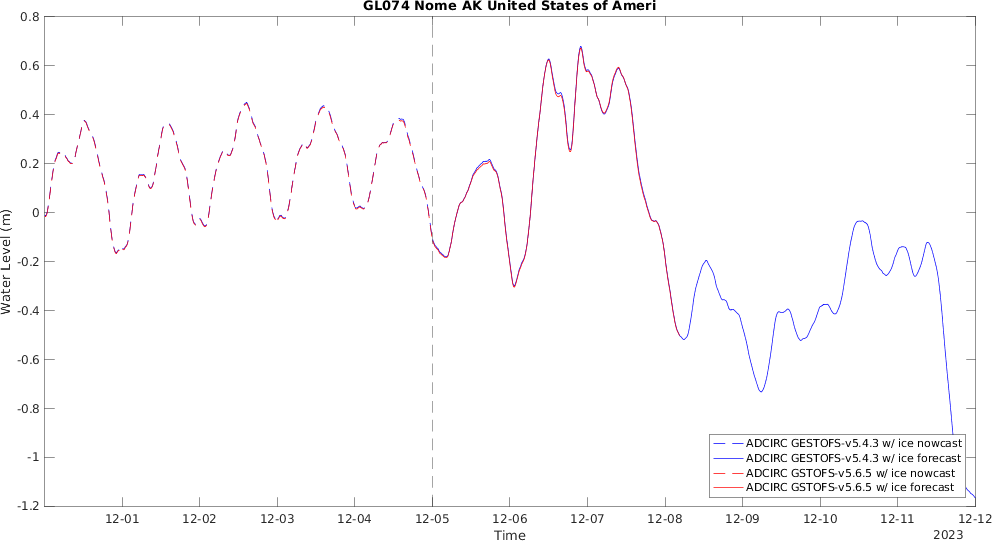 GL074 Nome AK United States of Ameri
0.8
0.6
0.4
0.2
0
-0.2
-0.4
-0.6
-0.8
-1
-1.2
Water Level (m)
ADCIRC GESTOFS-v5.4.3 w/ ice nowcast
ADCIRC GESTOFS-v5.4.3 w/ ice forecast
ADCIRC GSTOFS-v5.6.5 w/ ice nowcast
ADCIRC GSTOFS-v5.6.5 w/ ice forecast
12-01 12-02 12-03 12-04 12-05 12-06 12-07 12-08 12-09 12-10 12-11 12-12
Time
2023